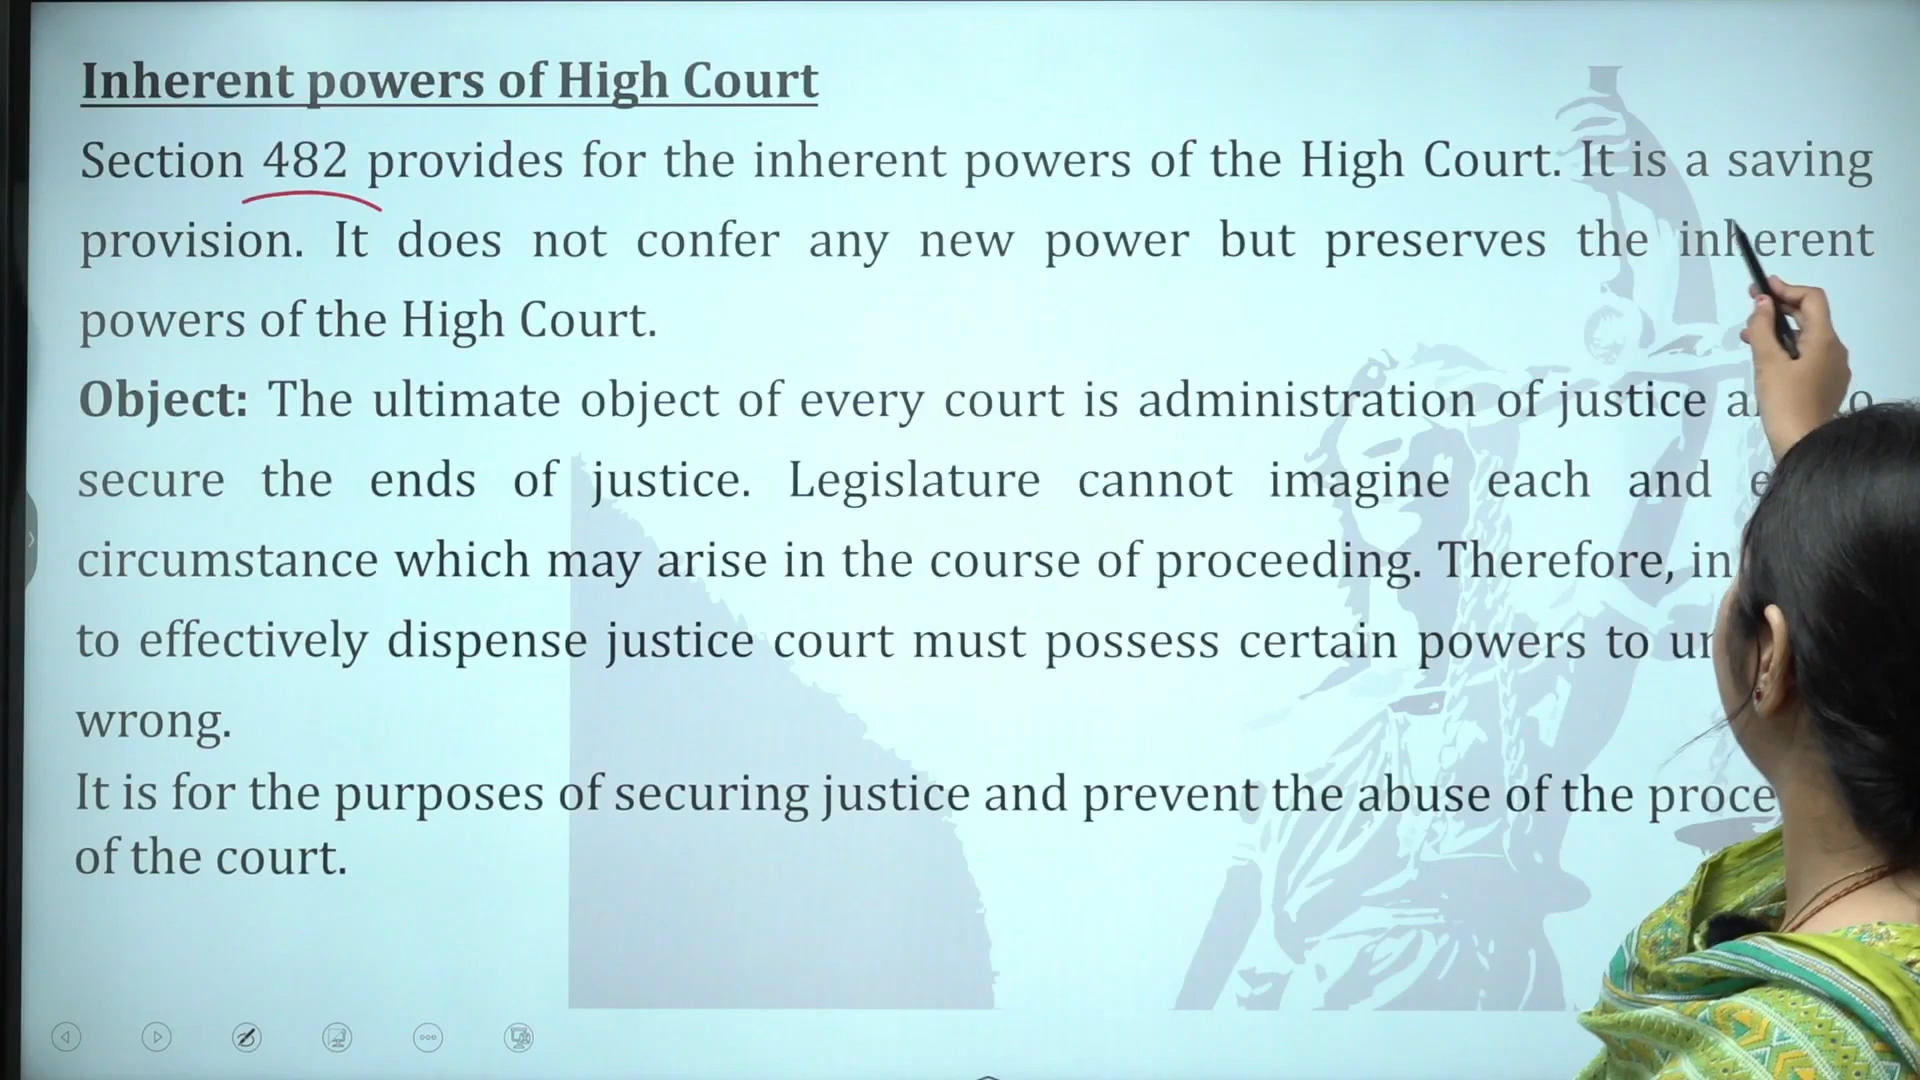 Inherent powers of High Court
Section 482 provides for the inherent powers of the High Court. It is a saving
provision. It does not confer any new power but preserves the inherent
powers of the High Court.
Object: The ultimate object of every court is administration of justice
secure the ends of justice. Legislature cannot imagine each and
circumstance which may arise in the course of proceeding. Therefore, in
to effectively dispense justice court must possess certain powers to
wrong.
It is for the purposes of securing justice and prevent the abuse of the
of the court.